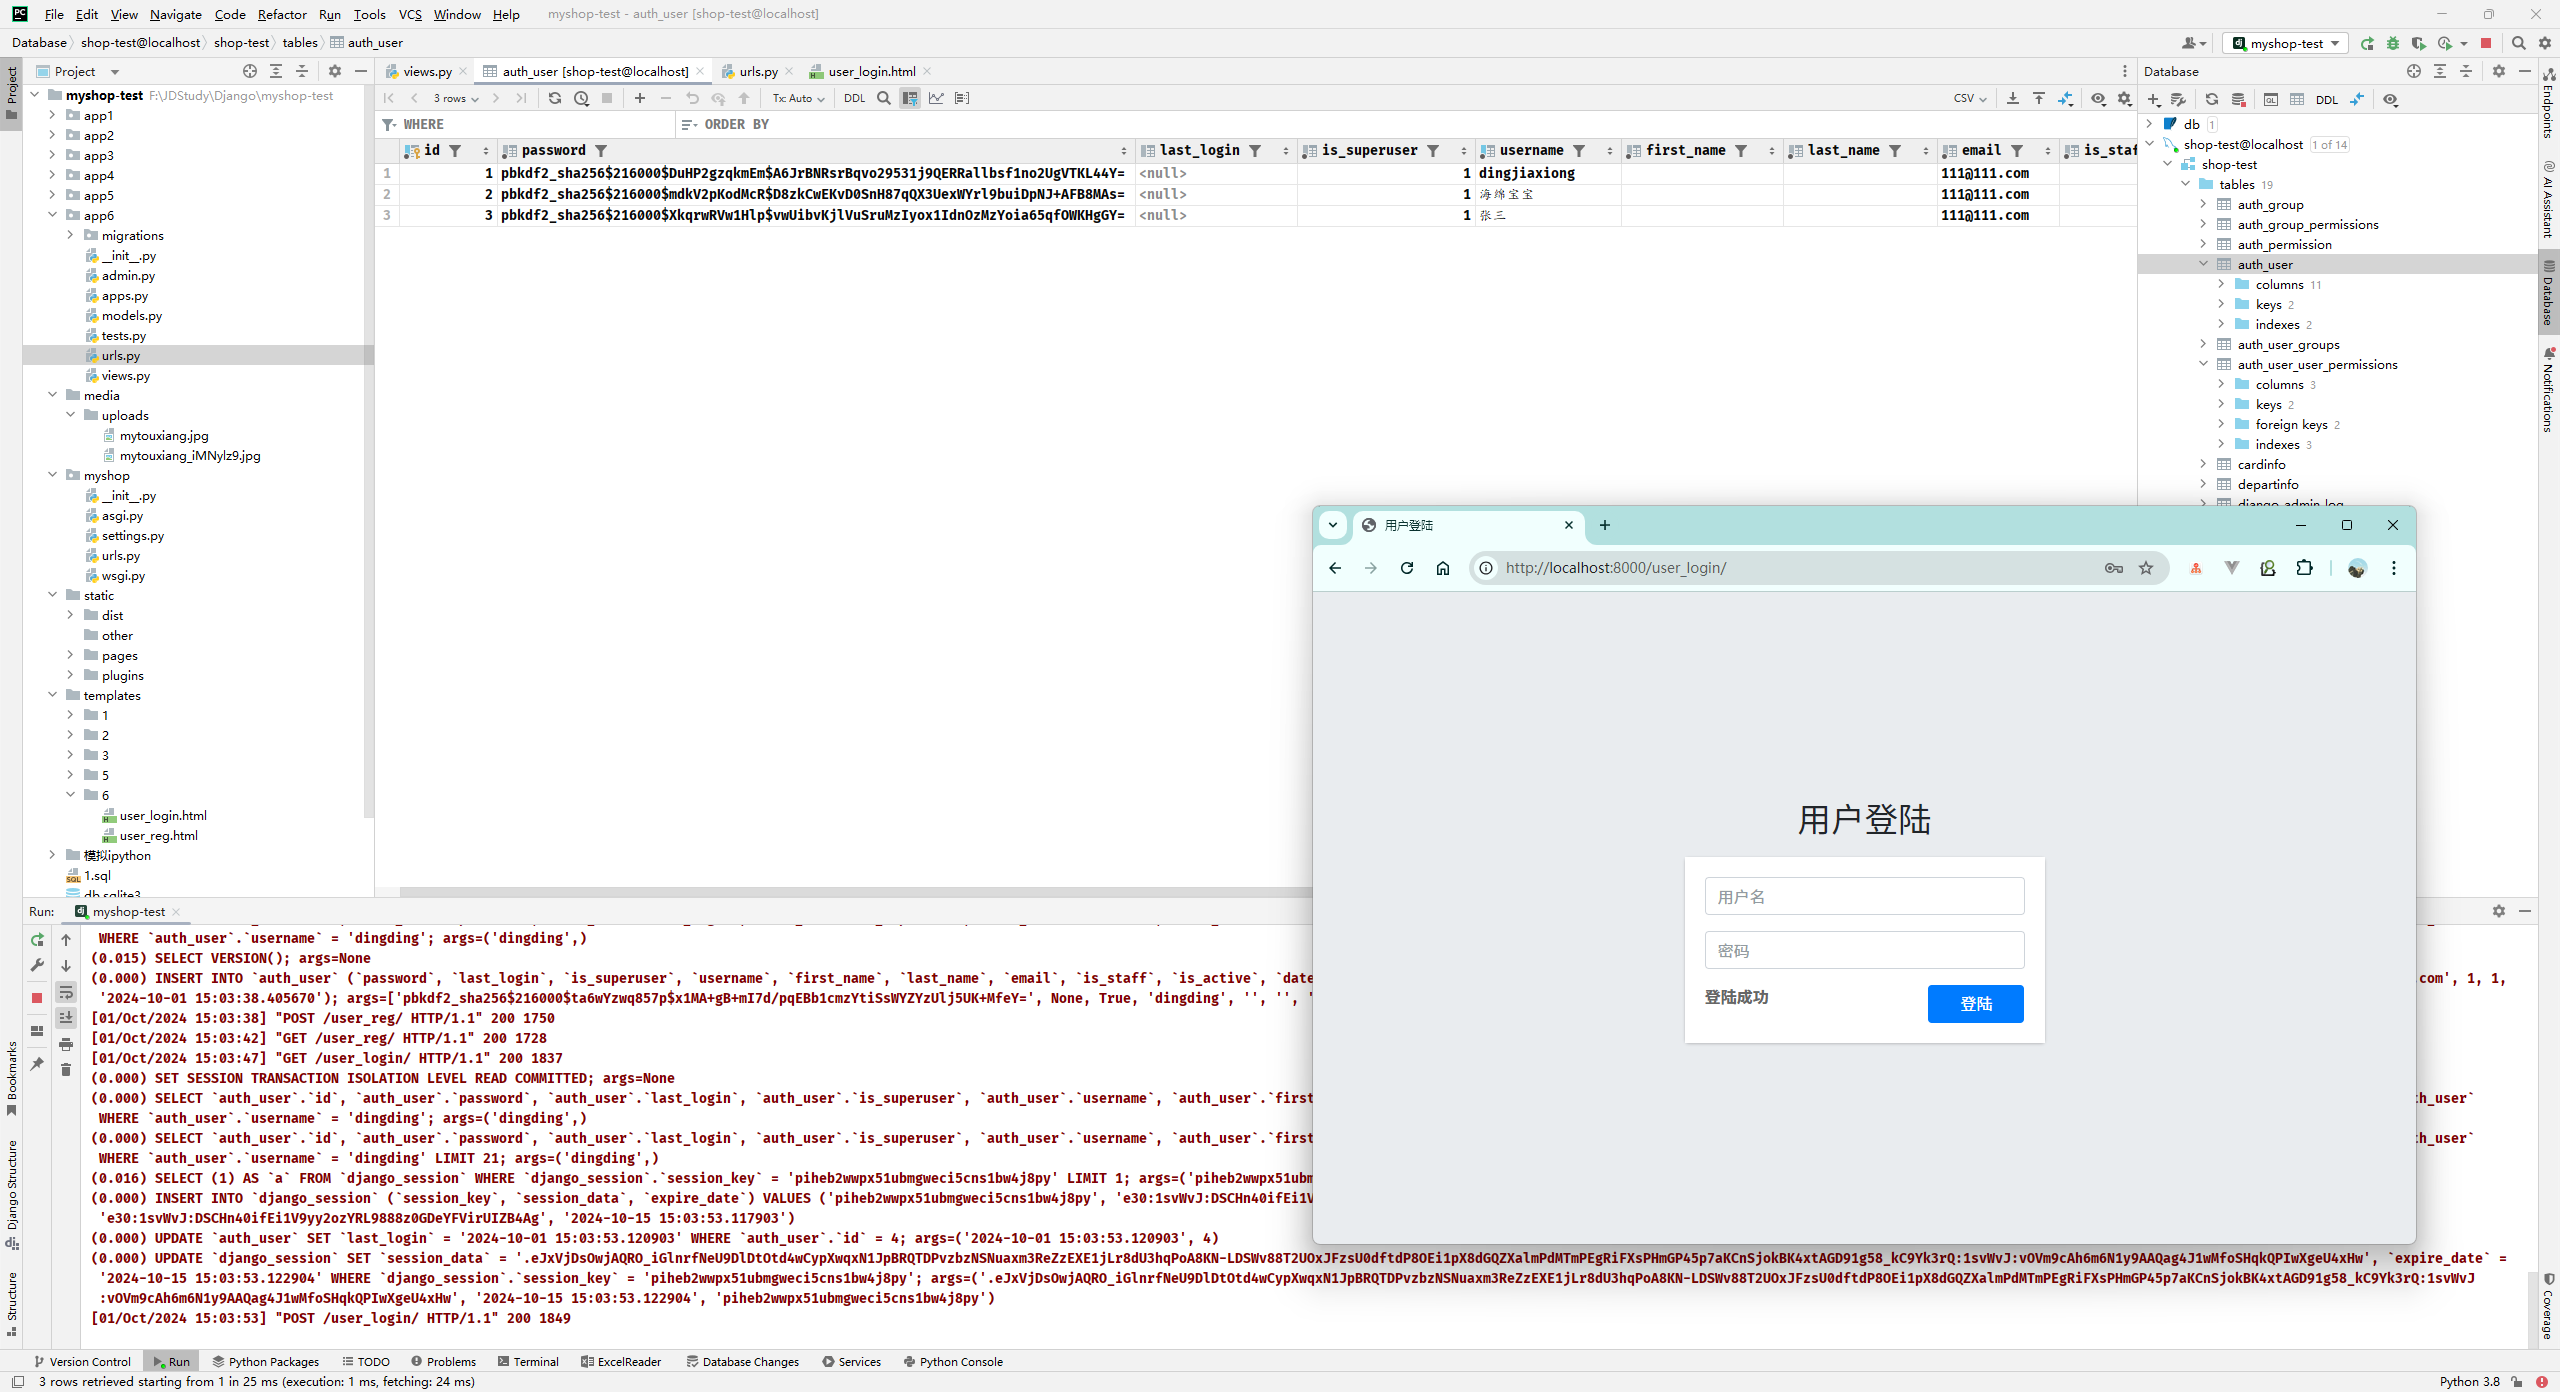 File Edit View Navigate Code Refactor Run Tools VCS Window Help myshop-test - auth_user [shop-test@localhost]
Database shop-test@localhost shop-test tables auth_user
myshop-test
Project
myshop-test F:\JDStudy\Django\myshop-test
app1
app2
app3
app4
app5
app6
migrations
__init__.py
admin.py
apps.py
models.py
tests.py
urls.py
views.py
media
uploads
mytouxiang.jpg
mytouxiang_iMNylz9.jpg
myshop
__init__.py
asgi.py
settings.py
urls.py
wsgi.py
static
dist
other
pages
plugins
templates
1
2
3
5
6
user_login.html
user_reg.html
模拟ipython
1.sql
db.sqlite3
views.py auth_user [shop-test@localhost] urls.py user_login.html
3 rows Tx: Auto DDL CSV
WHERE ORDER BY
id password last_login is_superuser username first_name last_name email is_staf
1 1 pbkdf2_sha256$216000$DuHP2gzqkmEm$A6JrBNRsrBqvo29531j9QERRallbsf1no2UgVTKL44Y= <null> 1 dingjiaxiong 111@111.com
2 2 pbkdf2_sha256$216000$mdkV2pKodMcR$D8zkCwEKvD0SnH87qQX3UexWYrl9buiDpNJ+AFB8MAs= <null> 1 海绵宝宝 111@111.com
3 3 pbkdf2_sha256$216000$XkqrwRVw1Hlp$vwUibvKjlVuSruMzIyox1IdnOzMzYoia65qfOWKHgGY= <null> 1 张三 111@111.com
Database
DDL
db 1
shop-test@localhost 1 of 14
shop-test
tables 19
auth_group
auth_group_permissions
auth_permission
auth_user
columns 11
keys 2
indexes 2
auth_user_groups
auth_user_user_permissions
columns 3
keys 2
foreign keys 2
indexes 3
cardinfo
departinfo
django_admin_log
Endpoints
AI Assistant
Database
Notifications
Coverage
Project
Bookmarks
Django Structure
Structure
用户登陆
http://localhost:8000/user_login/
用户登陆
用户名
密码
登陆成功 登陆
Run: myshop-test
WHERE `auth_user`.`username` = 'dingding'; args=('dingding',)
(0.015) SELECT VERSION(); args=None
(0.000) INSERT INTO `auth_user` (`password`, `last_login`, `is_superuser`, `username`, `first_name`, `last_name`, `email`, `is_staff`, `is_active`, `date com', 1, 1,
'2024-10-01 15:03:38.405670'); args=['pbkdf2_sha256$216000$ta6wYzwq857p$x1MA+gB+mI7d/pqEBb1cmzYtiSsWYZYzUlj5UK+MfeY=', None, True, 'dingding', '', '', '
[01/Oct/2024 15:03:38] "POST /user_reg/ HTTP/1.1" 200 1750
[01/Oct/2024 15:03:42] "GET /user_reg/ HTTP/1.1" 200 1728
[01/Oct/2024 15:03:47] "GET /user_login/ HTTP/1.1" 200 1837
(0.000) SET SESSION TRANSACTION ISOLATION LEVEL READ COMMITTED; args=None
(0.000) SELECT `auth_user`.`id`, `auth_user`.`password`, `auth_user`.`last_login`, `auth_user`.`is_superuser`, `auth_user`.`username`, `auth_user`.`first h_user`
WHERE `auth_user`.`username` = 'dingding'; args=('dingding',)
(0.000) SELECT `auth_user`.`id`, `auth_user`.`password`, `auth_user`.`last_login`, `auth_user`.`is_superuser`, `auth_user`.`username`, `auth_user`.`first h_user`
WHERE `auth_user`.`username` = 'dingding' LIMIT 21; args=('dingding',)
(0.016) SELECT (1) AS `a` FROM `django_session` WHERE `django_session`.`session_key` = 'piheb2wwpx51ubmgweci5cns1bw4j8py' LIMIT 1; args=('piheb2wwpx51ubm
(0.000) INSERT INTO `django_session` (`session_key`, `session_data`, `expire_date`) VALUES ('piheb2wwpx51ubmgweci5cns1bw4j8py', 'e30:1svWvJ:DSCHn40ifEi1V
'e30:1svWvJ:DSCHn40ifEi1V9yy2ozYRL9888z0GDeYFVirUIZB4Ag', '2024-10-15 15:03:53.117903')
(0.000) UPDATE `auth_user` SET `last_login` = '2024-10-01 15:03:53.120903' WHERE `auth_user`.`id` = 4; args=('2024-10-01 15:03:53.120903', 4)
(0.000) UPDATE `django_session` SET `session_data` = '.eJxVjDsOwjAQRO_iGlnrfNeU9DlDtOtd4wCypXwqxN1JpBRQTDPvzbzNSNuaxm3ReZzEXE1jLr8dU3hqPoA8KN-LDSWv88T2UOxJFzsU0dftdP8OEi1pX8dGQZXalmPdMTmPEgRiFXsPHmGP45p7aKCnSjokBK4xtAGD91g58_kC9Yk3rQ:1svWvJ:vOVm9cAh6m6N1y9AAQag4J1wMfoSHqkQPIwXgeU4xHw', `expire_date` =
'2024-10-15 15:03:53.122904' WHERE `django_session`.`session_key` = 'piheb2wwpx51ubmgweci5cns1bw4j8py'; args=('.eJxVjDsOwjAQRO_iGlnrfNeU9DlDtOtd4wCypXwqxN1JpBRQTDPvzbzNSNuaxm3ReZzEXE1jLr8dU3hqPoA8KN-LDSWv88T2UOxJFzsU0dftdP8OEi1pX8dGQZXalmPdMTmPEgRiFXsPHmGP45p7aKCnSjokBK4xtAGD91g58_kC9Yk3rQ:1svWvJ
:vOVm9cAh6m6N1y9AAQag4J1wMfoSHqkQPIwXgeU4xHw', '2024-10-15 15:03:53.122904', 'piheb2wwpx51ubmgweci5cns1bw4j8py')
[01/Oct/2024 15:03:53] "POST /user_login/ HTTP/1.1" 200 1849
Version Control Run Python Packages TODO Problems Terminal ExcelReader Database Changes Services Python Console
3 rows retrieved starting from 1 in 25 ms (execution: 1 ms, fetching: 24 ms) Python 3.8